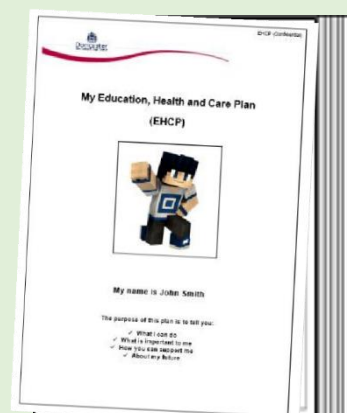 EHCP Confidential
Doncaster
My Education, Health and Care Plan
(EHCP)
My name is John Smith
The purpose of this plan is to tell you:
✓ What I can do
✓ What is important to me
✓ How you can support me
✓ About my future